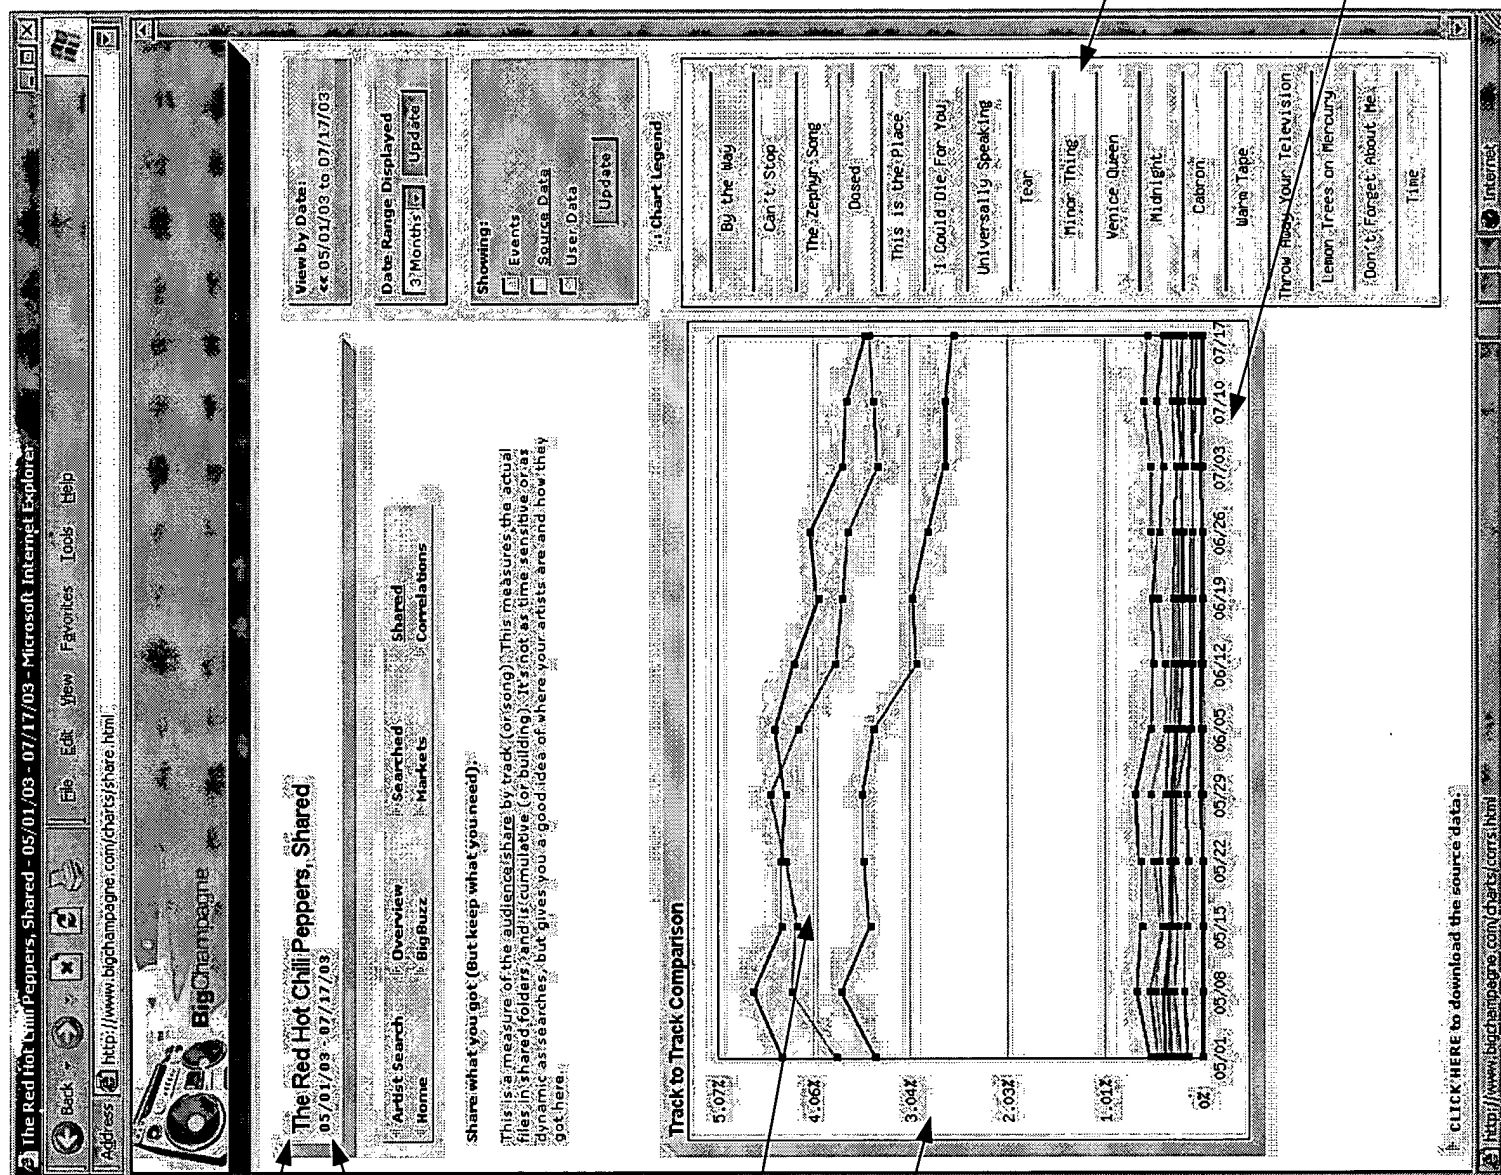 The Red Hot Chili Peppers, Shared - 05/01/03 - 07/17/03 - Microsoft Internet Explorer
File Edit View Favorites Tools Help
Back
Address http://www.bigchampagne.com/charts/share.html
BigChampagne
The Red Hot Chili Peppers, Shared
05/01/03 - 07/17/03
Artist Search Overview Searched Shared
Home BigBuzz Markets Correlations
Share what you got (But keep what you need).
This is a measure of the audience share by track (or song). This measures the actual
files in shared folders, and is cumulative (or building). It's not as time sensitive or as
dynamic as searches, but gives you a good idea of where your artists are and how they
got here.
View by Date:
<< 05/01/03 to 07/17/03
Date Range Displayed
3 Months Update
Showing:
Events
Source Data
User Data
Update
Track to Track Comparison
5.07%
4.06%
3.04%
2.03%
1.01%
0%
05/01 05/08 05/15 05/22 05/29 06/05 06/12 06/19 06/26 07/03 07/10 07/17
Chart Legend
By the Way
Can't Stop
The Zephyr Song
Dosed
This is the Place
I Could Die For You
Universally Speaking
Tear
Minor Thing
Venice Queen
Midnight
Cabron
Warm Tape
Throw Away Your Television
Lemon Trees on Mercury
Don't Forget About Me
Time
CLICK HERE to download the source data.
http://www.bigchampagne.com/charts/corrs.html
Internet